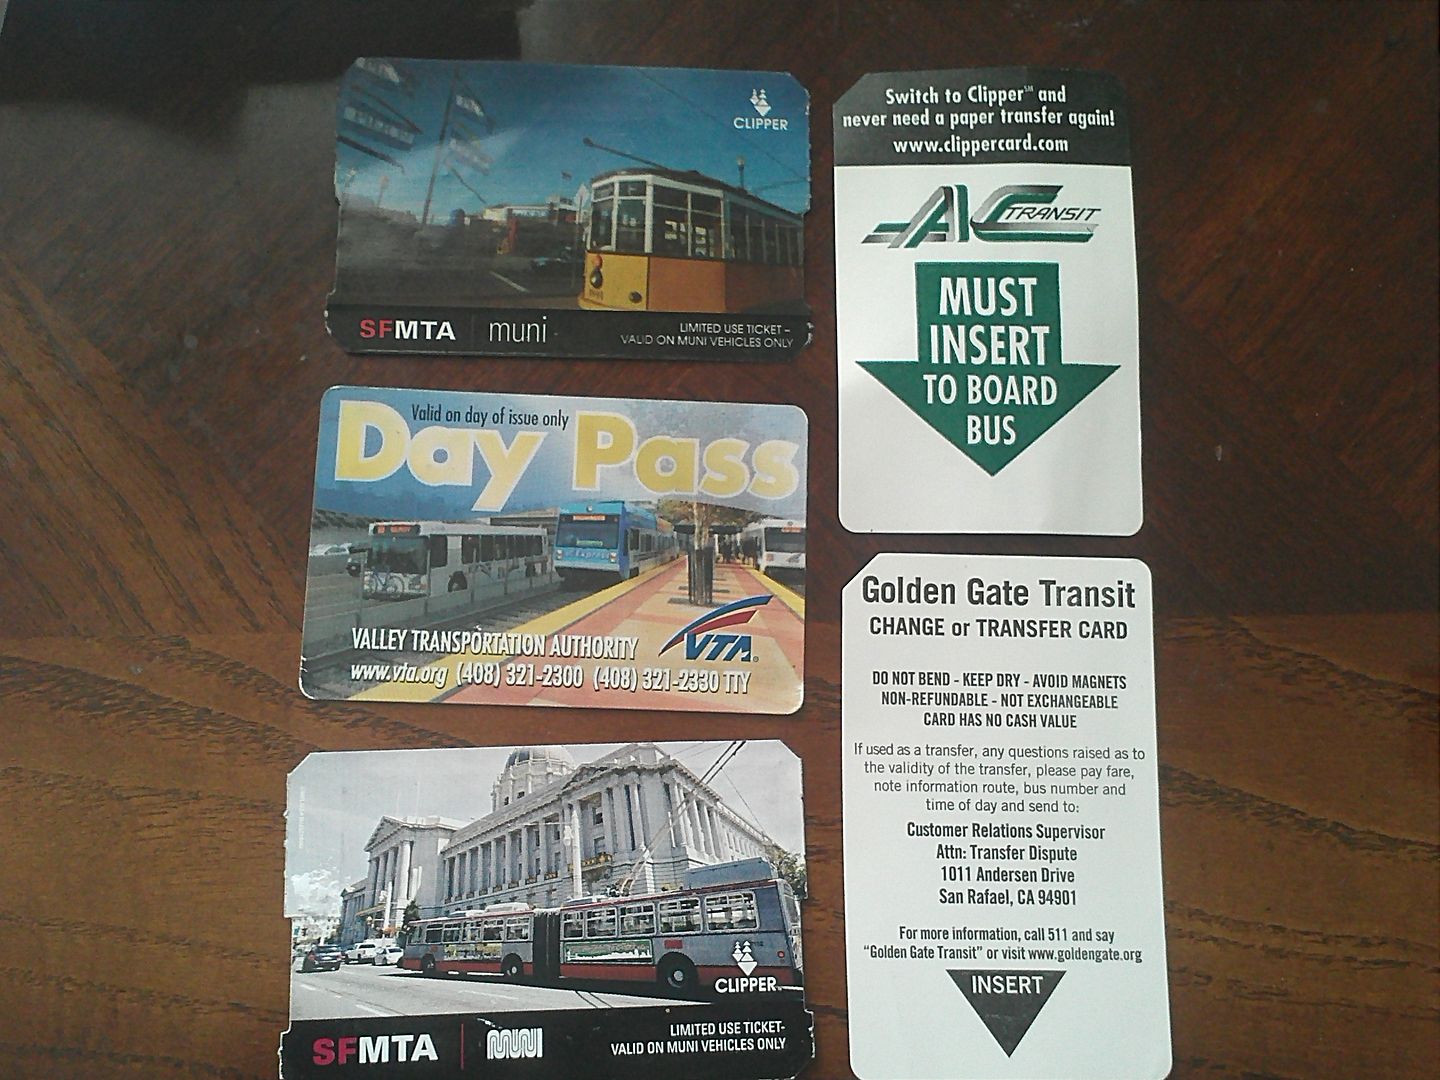 CLIPPER
SFMTA muni
LIMITED USE TICKET –
VALID ON MUNI VEHICLES ONLY
Valid on day of issue only
Day Pass
VALLEY TRANSPORTATION AUTHORITY
VTA
www.vta.org (408) 321-2300 (408) 321-2330 TTY
CLIPPER
SFMTA muni
LIMITED USE TICKET-
VALID ON MUNI VEHICLES ONLY
Switch to Clipper℠ and
never need a paper transfer again!
www.clippercard.com
AC TRANSIT
MUST
INSERT
TO BOARD
BUS
Golden Gate Transit
CHANGE or TRANSFER CARD
DO NOT BEND - KEEP DRY - AVOID MAGNETS
NON-REFUNDABLE - NOT EXCHANGEABLE
CARD HAS NO CASH VALUE
If used as a transfer, any questions raised as to
the validity of the transfer, please pay fare,
note information route, bus number and
time of day and send to:
Customer Relations Supervisor
Attn: Transfer Dispute
1011 Andersen Drive
San Rafael, CA 94901
For more information, call 511 and say
“Golden Gate Transit” or visit www.goldengate.org
INSERT